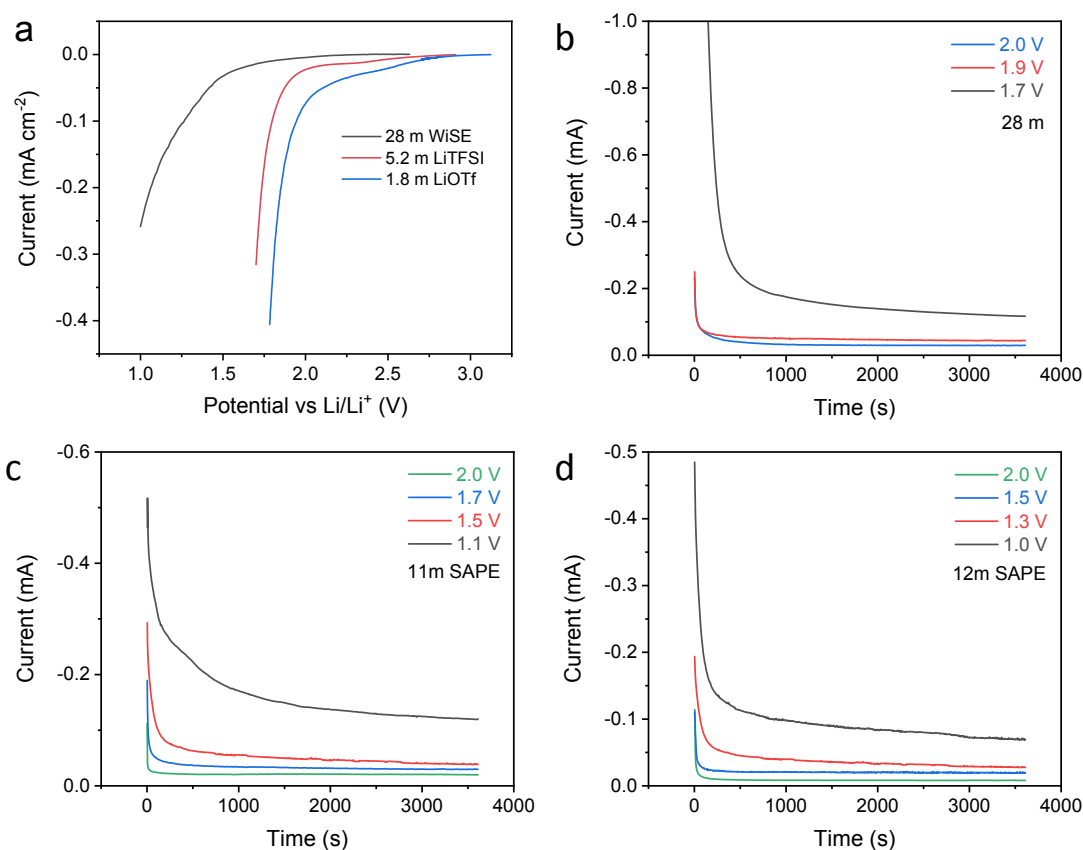 a
0.0
-0.1
-0.2
-0.3
-0.4
Current (mA cm⁻²)
28 m WiSE
5.2 m LiTFSI
1.8 m LiOTf
1.0
1.5
2.0
2.5
3.0
Potential vs Li/Li⁺ (V)
b
-1.0
-0.8
-0.6
-0.4
-0.2
0.0
Current (mA)
2.0 V
1.9 V
1.7 V
28 m
0
1000
2000
3000
4000
Time (s)
c
-0.6
-0.4
-0.2
0.0
Current (mA)
2.0 V
1.7 V
1.5 V
1.1 V
11m SAPE
0
1000
2000
3000
4000
Time (s)
d
-0.5
-0.4
-0.3
-0.2
-0.1
0.0
Current (mA)
2.0 V
1.5 V
1.3 V
1.0 V
12m SAPE
0
1000
2000
3000
4000
Time (s)